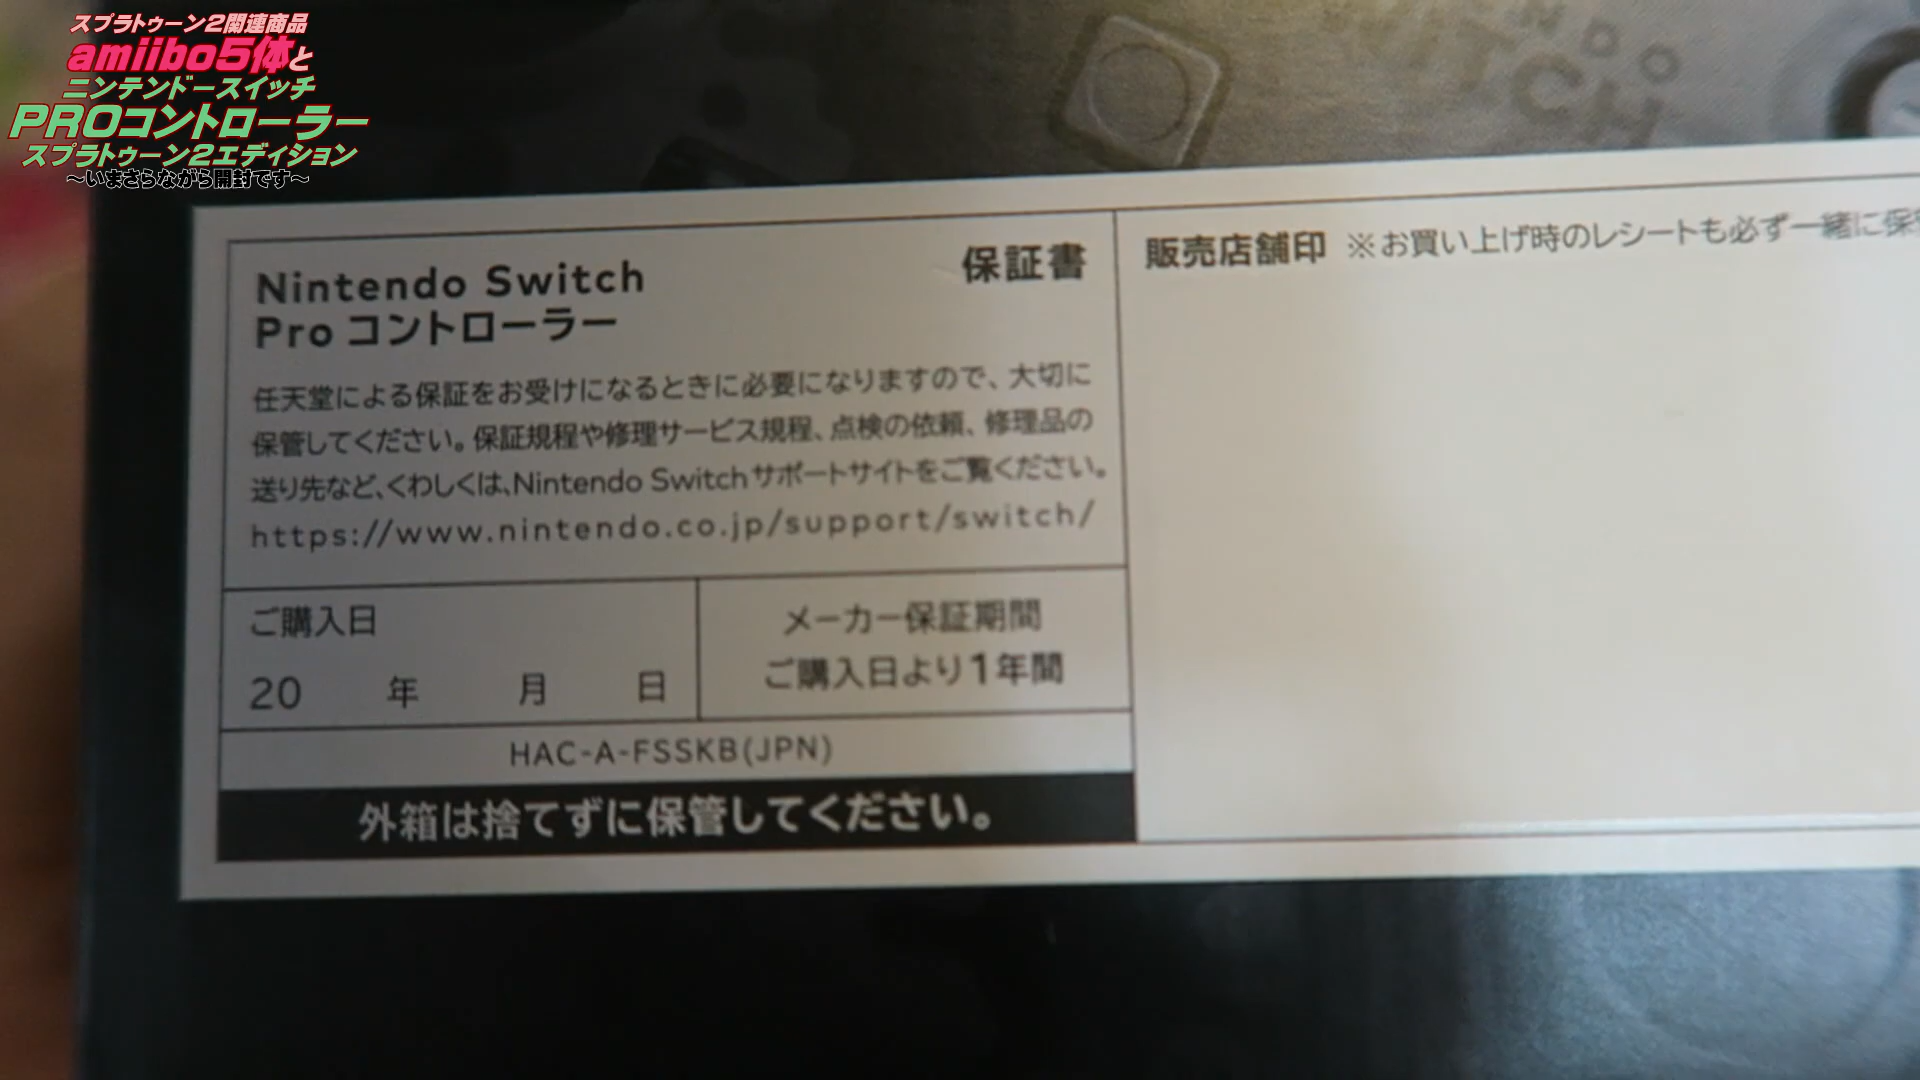 スプラトゥーン2関連商品
amiibo5体と
ニンテンドースイッチ
PROコントローラー
スプラトゥーン2エディション
～いまさらながら開封です～
Nintendo Switch
Pro コントローラー
保証書
任天堂による保証をお受けになるときに必要になりますので、大切に
保管してください。保証規程や修理サービス規程、点検の依頼、修理品の
送り先など、くわしくは、Nintendo Switchサポートサイトをご覧ください。
https://www.nintendo.co.jp/support/switch/
ご購入日
20 年 月 日
メーカー保証期間
ご購入日より1年間
HAC-A-FSSKB(JPN)
外箱は捨てずに保管してください。
販売店舗印 ※お買い上げ時のレシートも必ず一緒に保